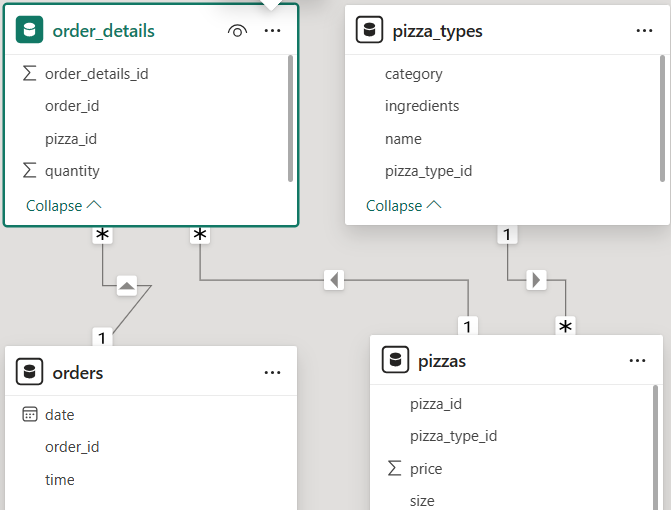 order_details
order_details_id
order_id
pizza_id
quantity
Collapse
pizza_types
category
ingredients
name
pizza_type_id
Collapse
*
*
1
1
1
*
orders
date
order_id
time
pizzas
pizza_id
pizza_type_id
price
size